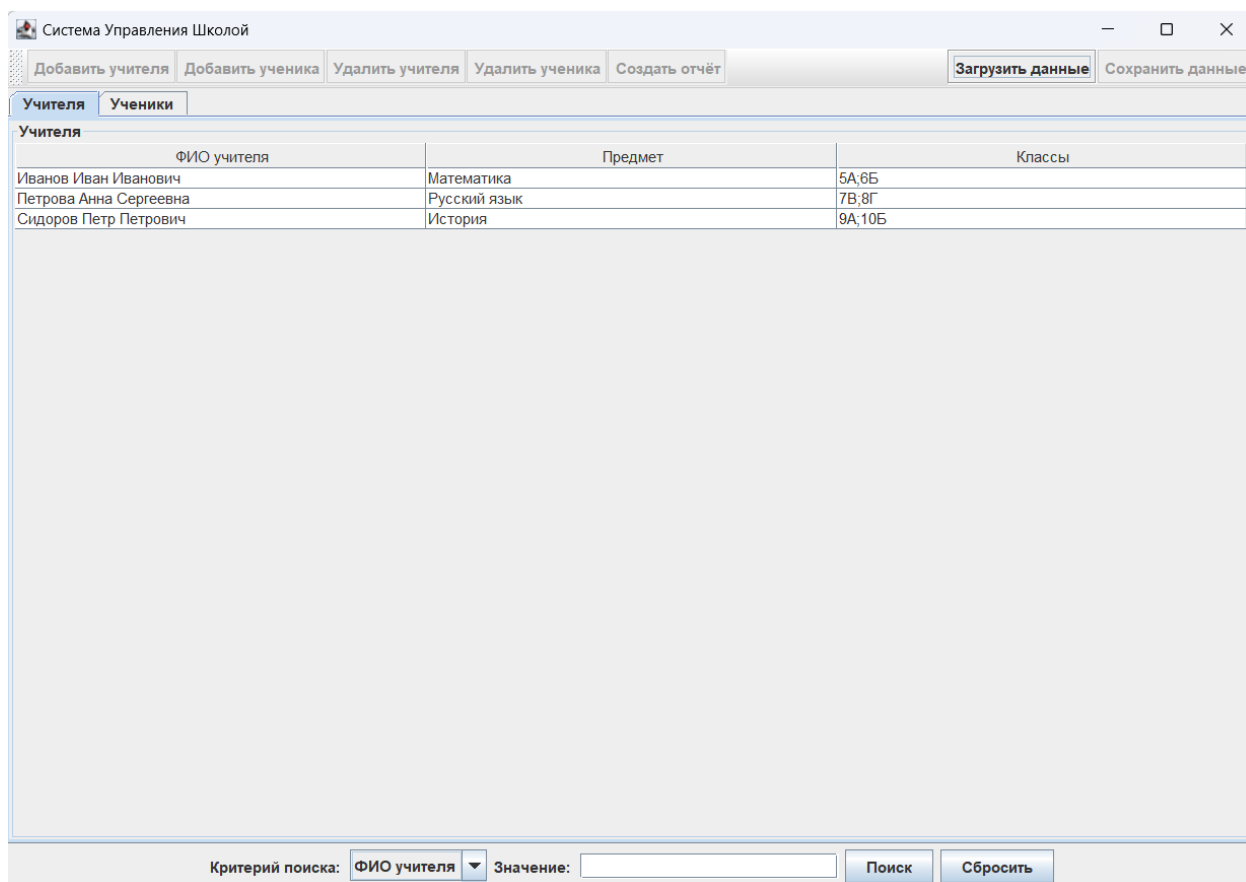 Система Управления Школой
Добавить учителя Добавить ученика Удалить учителя Удалить ученика Создать отчёт Загрузить данные Сохранить данные
Учителя Ученики
Учителя
ФИО учителя Предмет Классы
Иванов Иван Иванович Математика 5А;6Б
Петрова Анна Сергеевна Русский язык 7В;8Г
Сидоров Петр Петрович История 9А;10Б
Критерий поиска: ФИО учителя Значение: Поиск Сбросить